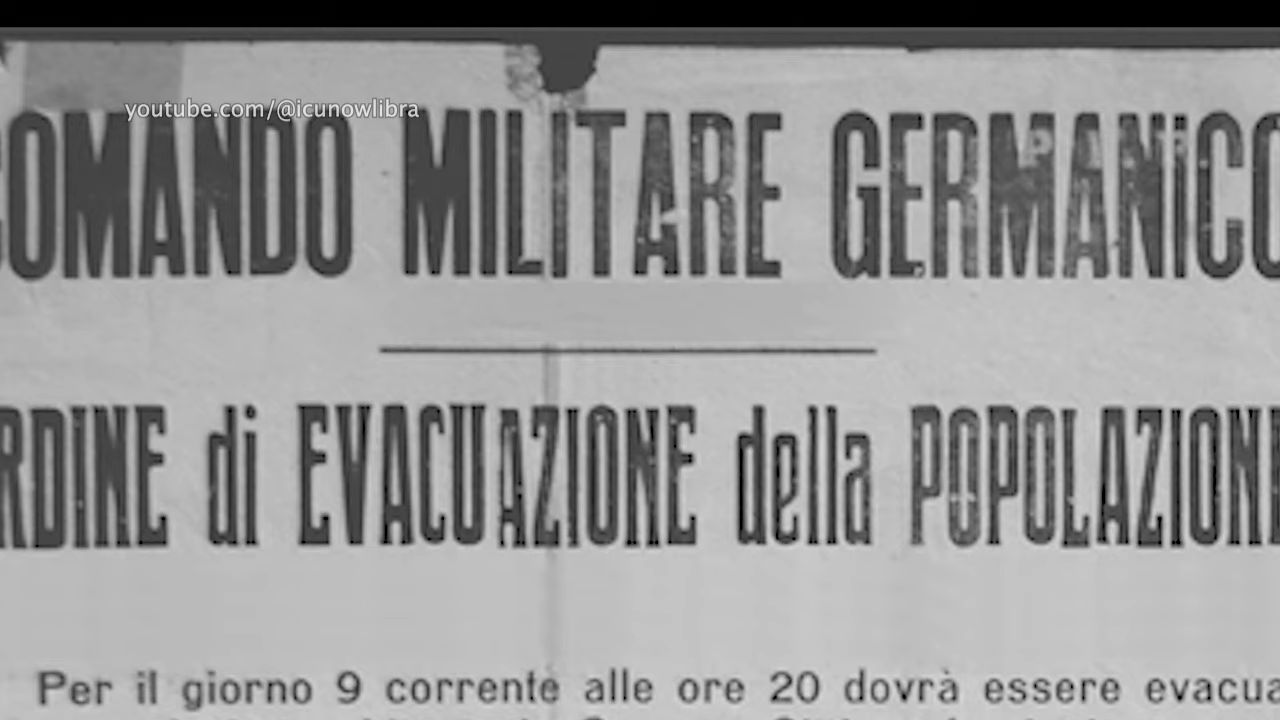 youtube.com/@icunowlibra
COMANDO MILITARE GERMANiCO
RDINE di EVACUAZIONE della POPOLAZIONE
Per il giorno 9 corrente alle ore 20 dovrà essere evacua